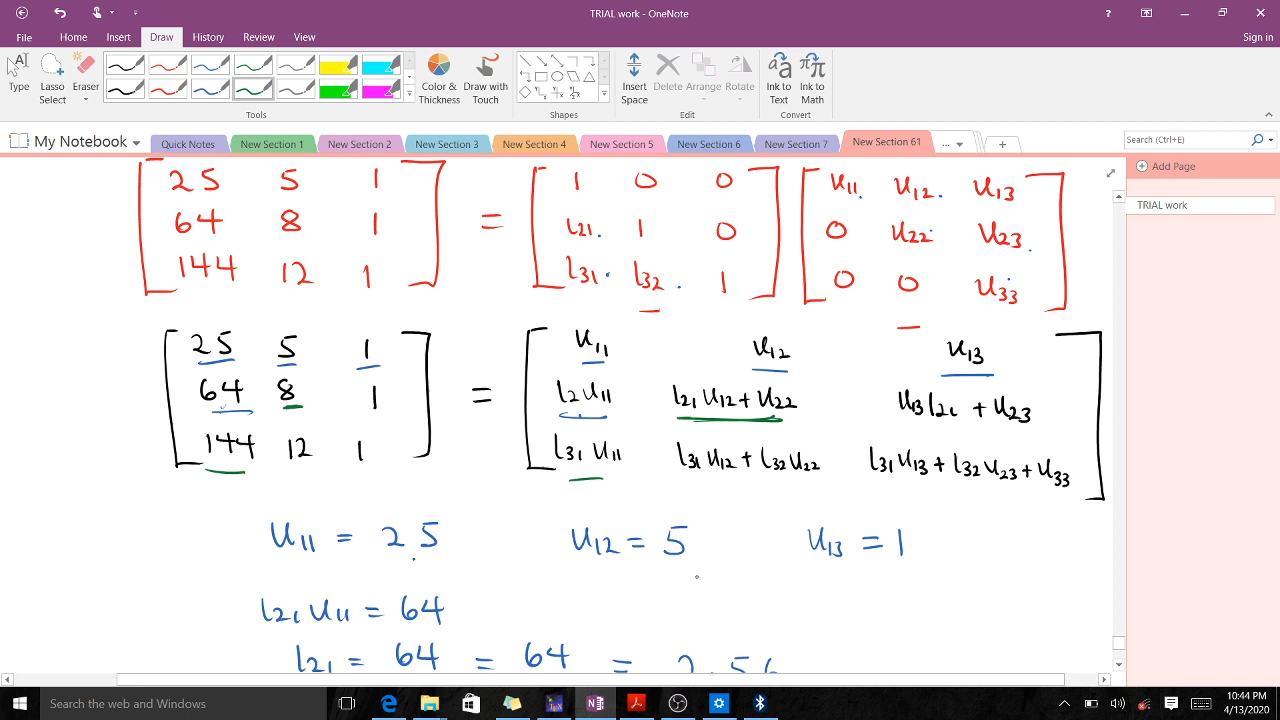 TRIAL work - OneNote
? Sign in
File Home Insert Draw History Review View
Type Lasso Select Eraser Color & Thickness Draw with Touch Insert Space Delete Arrange Rotate Ink to Text Ink to Math
Tools Shapes Edit Convert
My Notebook Quick Notes New Section 1 New Section 2 New Section 3 New Section 4 New Section 5 New Section 6 New Section 7 New Section 61 ... + Search (Ctrl+E)
Add Page
TRIAL work
25 5 1 1 0 0 u11 u12 u13
64 8 1 = l21 1 0 0 u22 u23
144 12 1 l31 l32 1 0 0 u33
25 5 1 u11 u12 u13
64 8 1 = l2u11 l21 u12 + u22 u13 l21 + u23
144 12 1 l31 u11 l31 u12 + l32 u22 l31 u13 + l32 u23 + u33
u11 = 25 u12 = 5 u13 = 1
l21 u11 = 64
l21 = 64 = 64 = 2.56
Search the web and Windows
10:44 PM
4/13/2020